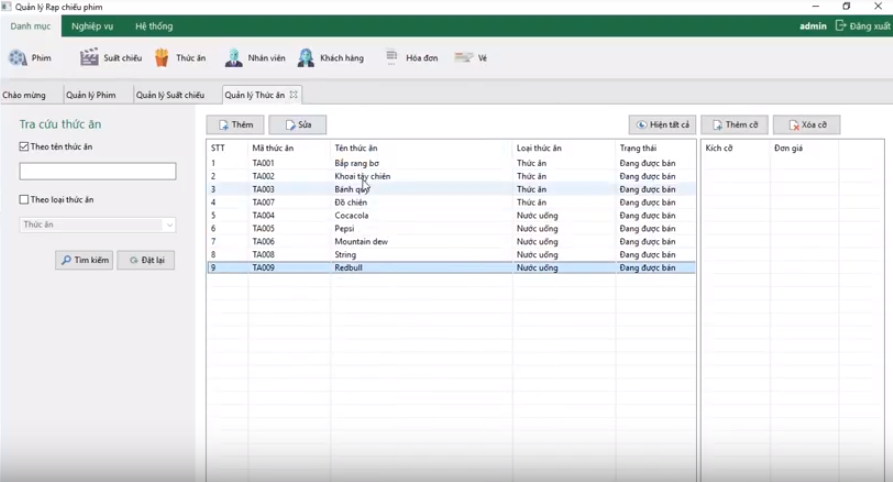 Quản lý Rạp chiếu phim
Danh mục Nghiệp vụ Hệ thống admin Đăng xuất
Phim Suất chiếu Thức ăn Nhân viên Khách hàng Hóa đơn Vé
Chào mừng Quản lý Phim Quản lý Suất chiếu Quản lý Thức ăn
Tra cứu thức ăn
Theo tên thức ăn
Theo loại thức ăn
Thức ăn
Tìm kiếm Đặt lại
Thêm Sửa Hiện tất cả Thêm cỡ Xóa cỡ
STT Mã thức ăn Tên thức ăn Loại thức ăn Trạng thái Kích cỡ Đơn giá
1 TA001 Bắp rang bơ Thức ăn Đang được bán
2 TA002 Khoai tây chiên Thức ăn Đang được bán
3 TA003 Bánh quy Thức ăn Đang được bán
4 TA007 Đồ chiên Thức ăn Đang được bán
5 TA004 Cocacola Nước uống Đang được bán
6 TA005 Pepsi Nước uống Đang được bán
7 TA006 Mountain dew Nước uống Đang được bán
8 TA008 String Nước uống Đang được bán
9 TA009 Redbull Nước uống Đang được bán